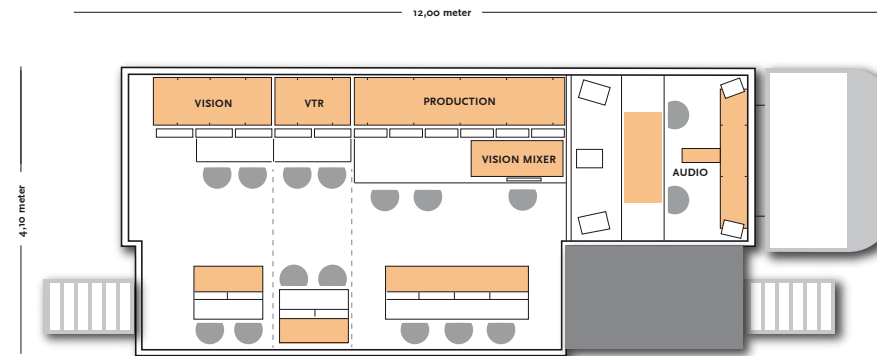 12,00 meter
4,10 meter
VISION
VTR
PRODUCTION
VISION MIXER
AUDIO